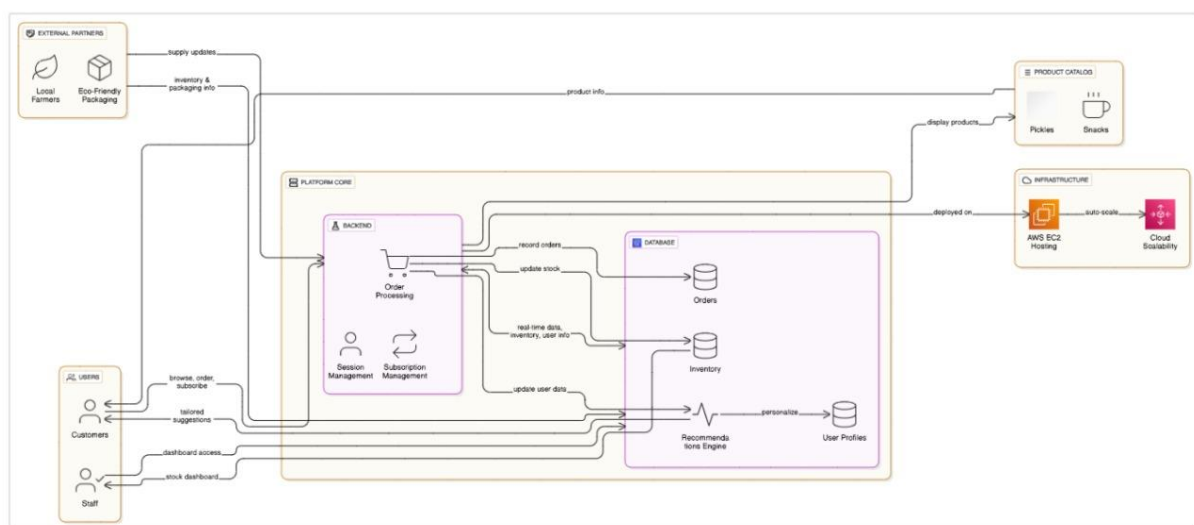 EXTERNAL PARTNERS
Local
Farmers
Eco-Friendly
Packaging
supply updates
inventory &
packaging info
product info
PRODUCT CATALOG
Pickles
Snacks
display products
PLATFORM CORE
INFRASTRUCTURE
AWS EC2
Hosting
auto-scale
Cloud
Scalability
deployed on
BACKEND
Order
Processing
Session
Management
Subscription
Management
record orders
update stock
real-time data,
inventory, user info
update user data
DATABASE
Orders
Inventory
Recommenda
tions Engine
personalize
User Profiles
USERS
Customers
Staff
browse, order,
subscribe
tailored
suggestions
dashboard access
stock dashboard